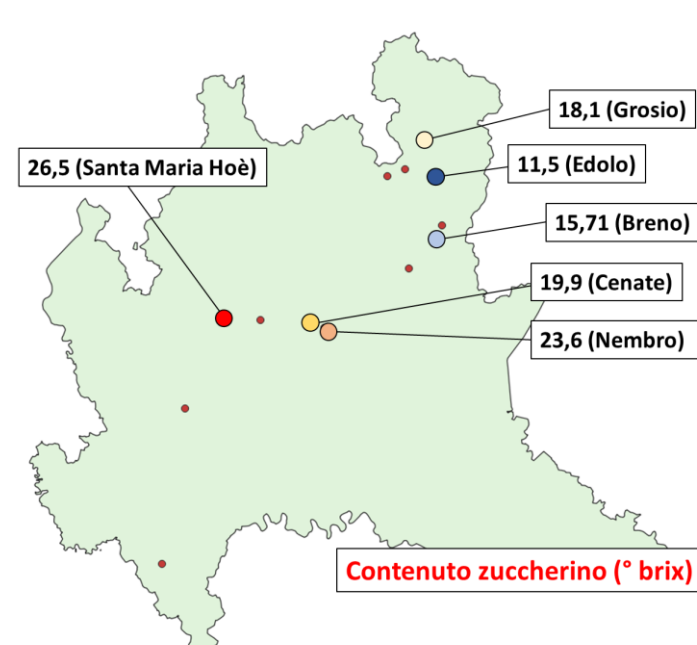 18,1 (Grosio)
26,5 (Santa Maria Hoè)
11,5 (Edolo)
15,71 (Breno)
19,9 (Cenate)
23,6 (Nembro)
Contenuto zuccherino (° brix)